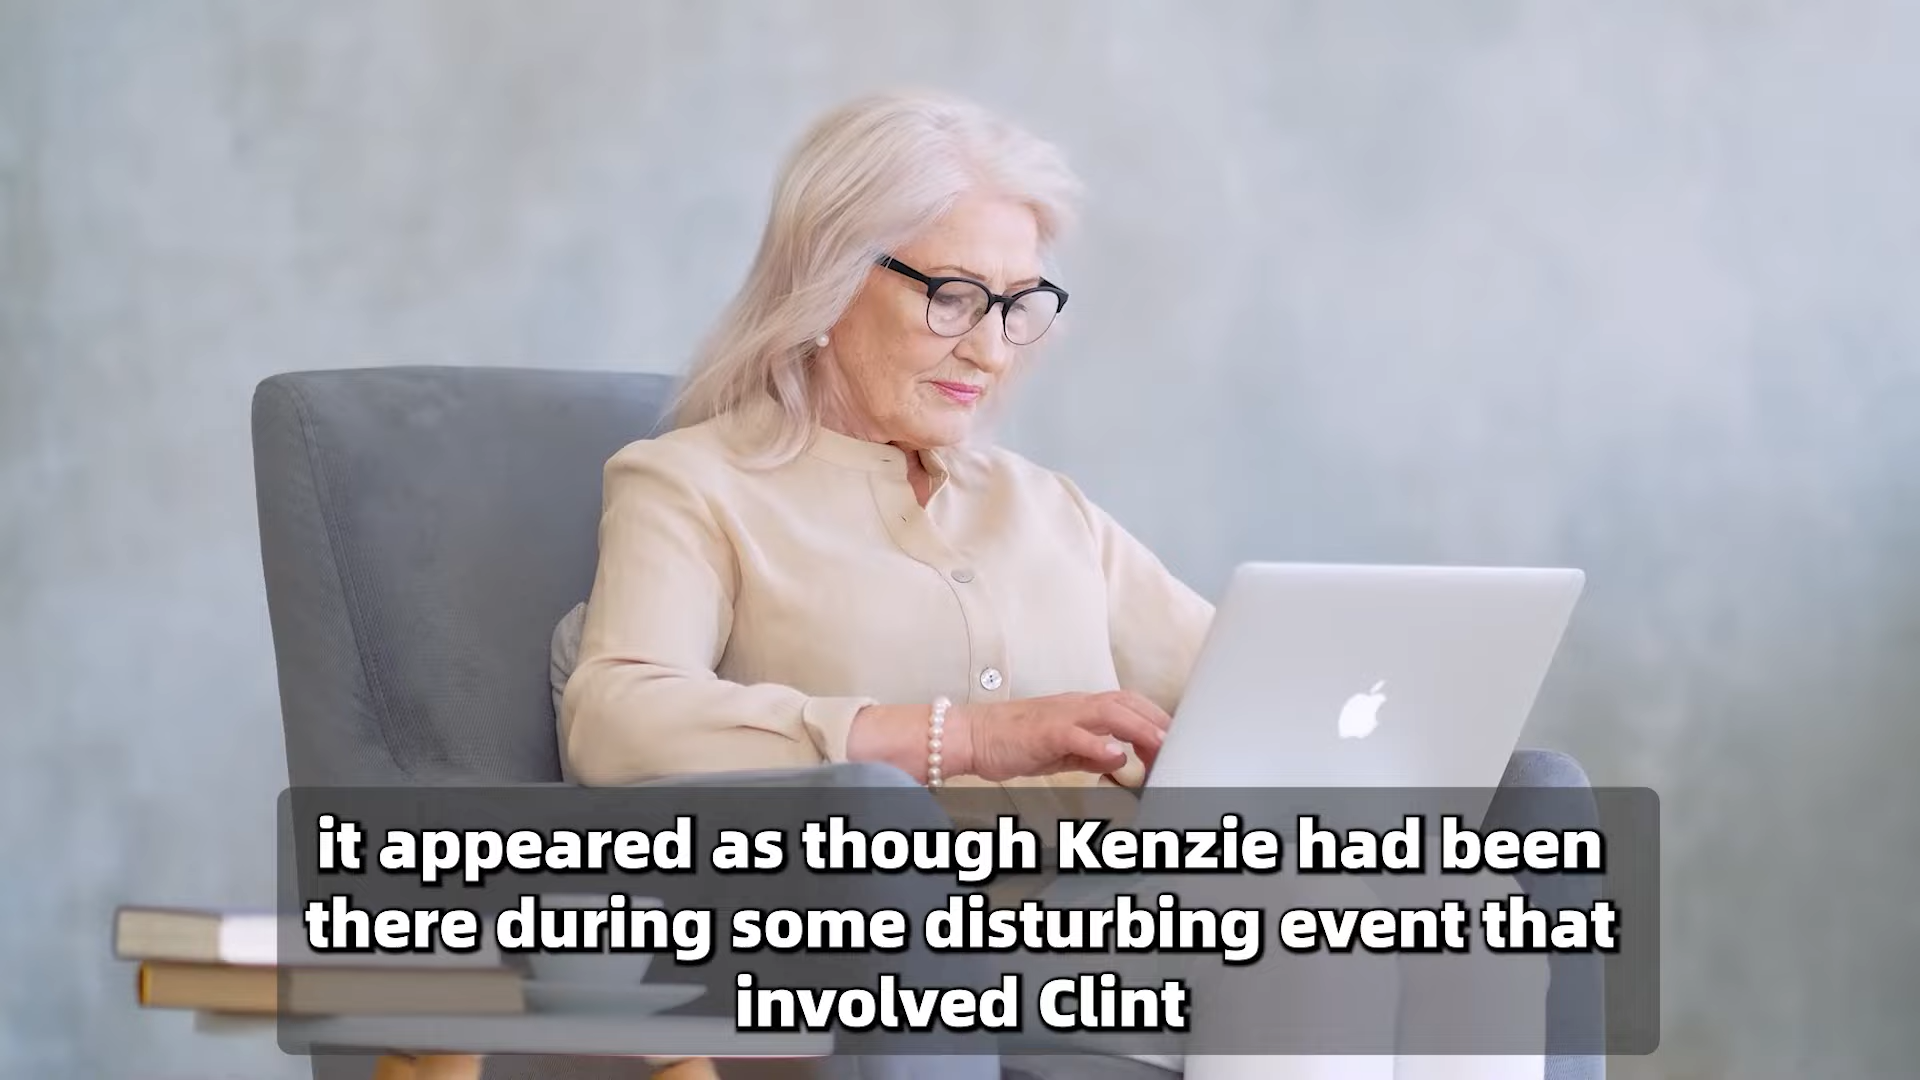 it appeared as though Kenzie had been
there during some disturbing event that
involved Clint